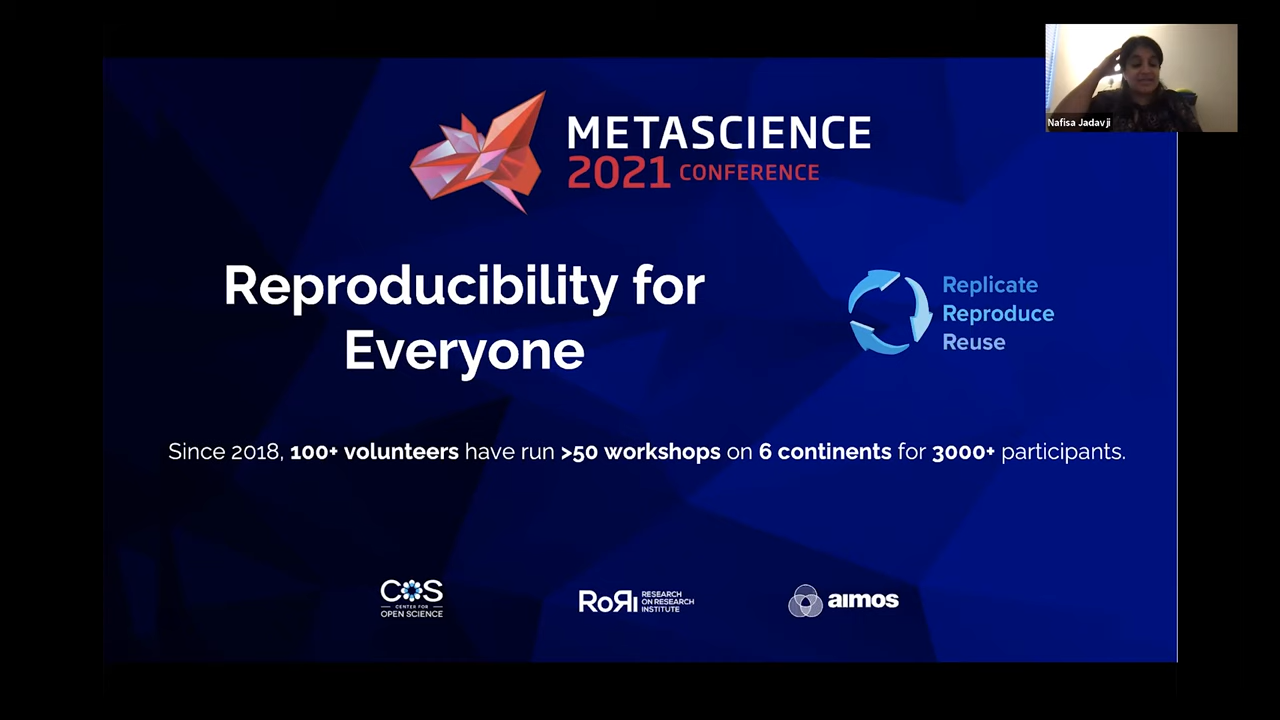 Nafisa Jadavji
METASCIENCE
2021 CONFERENCE
Reproducibility for
Everyone
Replicate
Reproduce
Reuse
Since 2018, 100+ volunteers have run >50 workshops on 6 continents for 3000+ participants.
COS
CENTER FOR
OPEN SCIENCE
RoRI
RESEARCH
ON RESEARCH
INSTITUTE
aimos